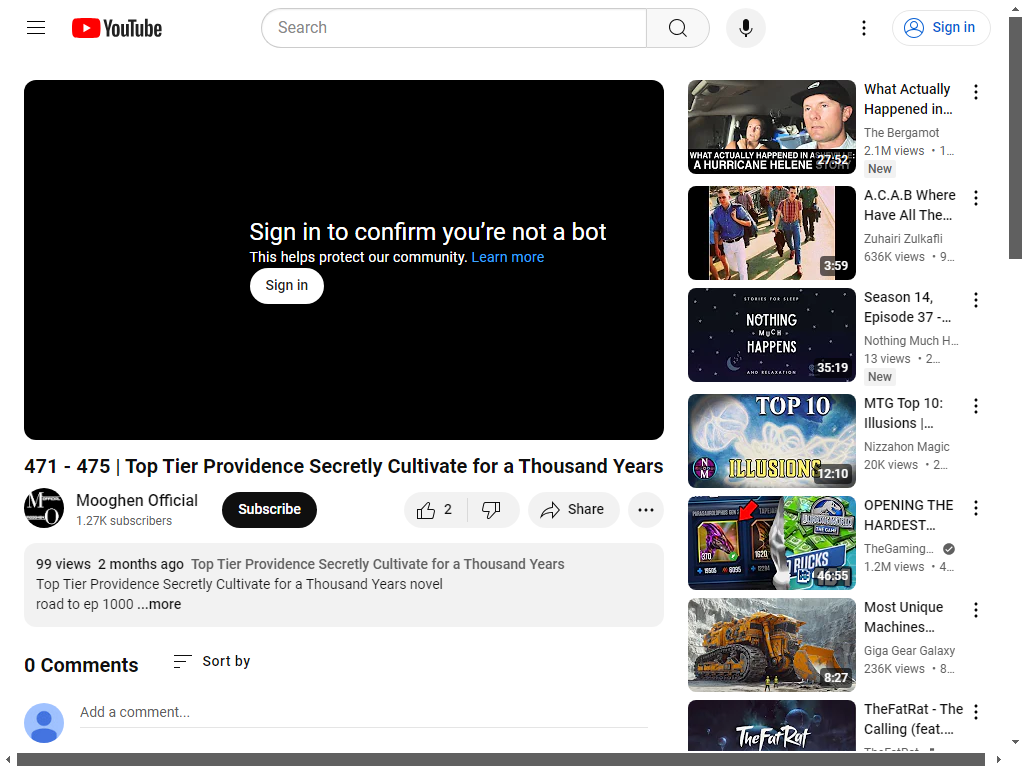 YouTube
Search
Sign in
Sign in to confirm you're not a bot
This helps protect our community. Learn more
Sign in
471 - 475 | Top Tier Providence Secretly Cultivate for a Thousand Years
Mooghen Official
1.27K subscribers
Subscribe
2
Share
99 views 2 months ago Top Tier Providence Secretly Cultivate for a Thousand Years
Top Tier Providence Secretly Cultivate for a Thousand Years novel
road to ep 1000 ...more
0 Comments
Sort by
Add a comment...
WHAT ACTUALLY HAPPENED IN
A HURRICANE HELENE STORY
27:52
What Actually
Happened in...
The Bergamot
2.1M views • 1...
New
3:59
A.C.A.B Where
Have All The...
Zuhairi Zulkafli
636K views • 9...
STORIES FOR SLEEP
NOTHING
MUCH
HAPPENS
AND RELAXATION
35:19
Season 14,
Episode 37 -...
Nothing Much H...
13 views • 2...
New
TOP 10
ILLUSIONS
NM
12:10
MTG Top 10:
Illusions |...
Nizzahon Magic
20K views • 2...
BUCKS
46:55
OPENING THE
HARDEST...
TheGaming...
1.2M views • 4...
8:27
Most Unique
Machines...
Giga Gear Galaxy
236K views • 8...
TheFatRat
TheFatRat - The
Calling (feat....
TheFatRat